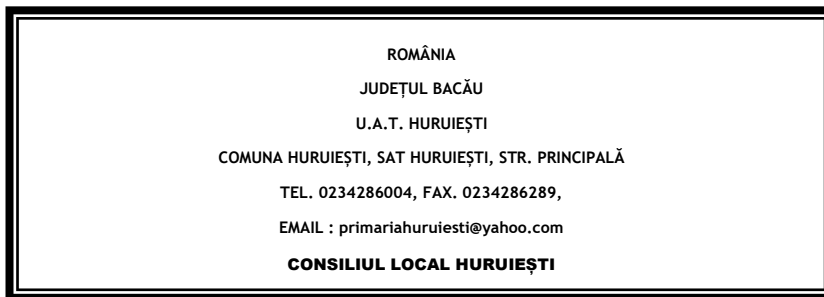 ROMÂNIA
JUDEȚUL BACĂU
U.A.T. HURUIEȘTI
COMUNA HURUIEȘTI, SAT HURUIEȘTI, STR. PRINCIPALĂ
TEL. 0234286004, FAX. 0234286289,
EMAIL : primariahuruiesti@yahoo.com
CONSILIUL LOCAL HURUIEȘTI